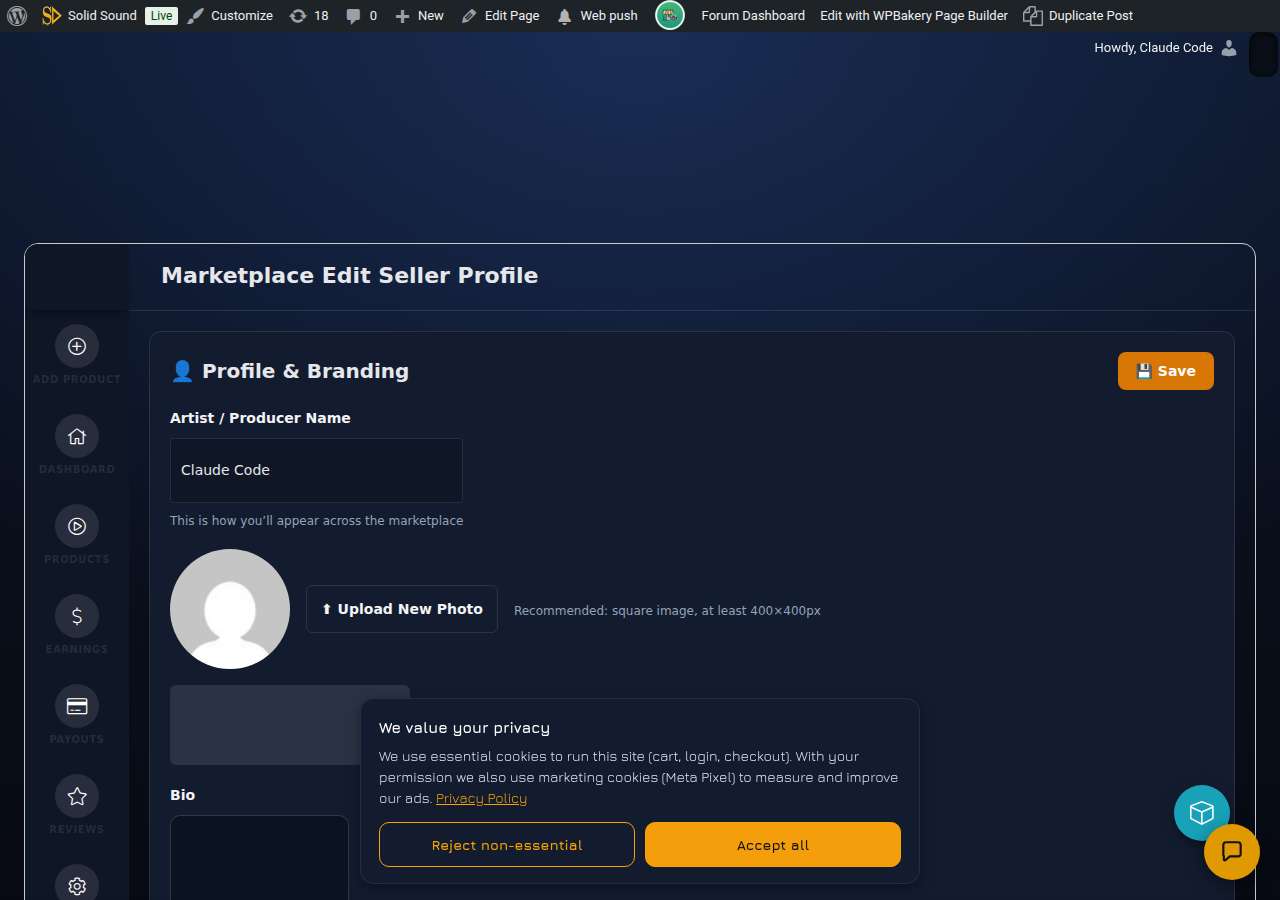 Solid Sound Live Customize 18 0 New Edit Page Web push Forum Dashboard Edit with WPBakery Page Builder Duplicate Post
Howdy, Claude Code
Marketplace Edit Seller Profile
ADD PRODUCT
DASHBOARD
PRODUCTS
EARNINGS
PAYOUTS
REVIEWS
👤 Profile & Branding
💾 Save
Artist / Producer Name
Claude Code
This is how you’ll appear across the marketplace
⬆ Upload New Photo
Recommended: square image, at least 400×400px
Bio
We value your privacy
We use essential cookies to run this site (cart, login, checkout). With your
permission we also use marketing cookies (Meta Pixel) to measure and improve
our ads. Privacy Policy
Reject non-essential
Accept all